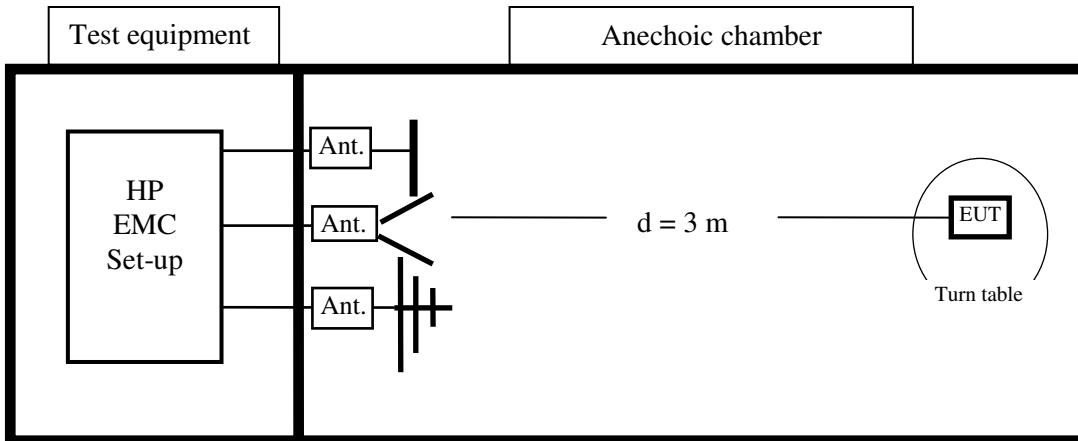 Test equipment
Anechoic chamber
HP
EMC
Set-up
Ant.
Ant.
Ant.
d = 3 m
EUT
Turn table